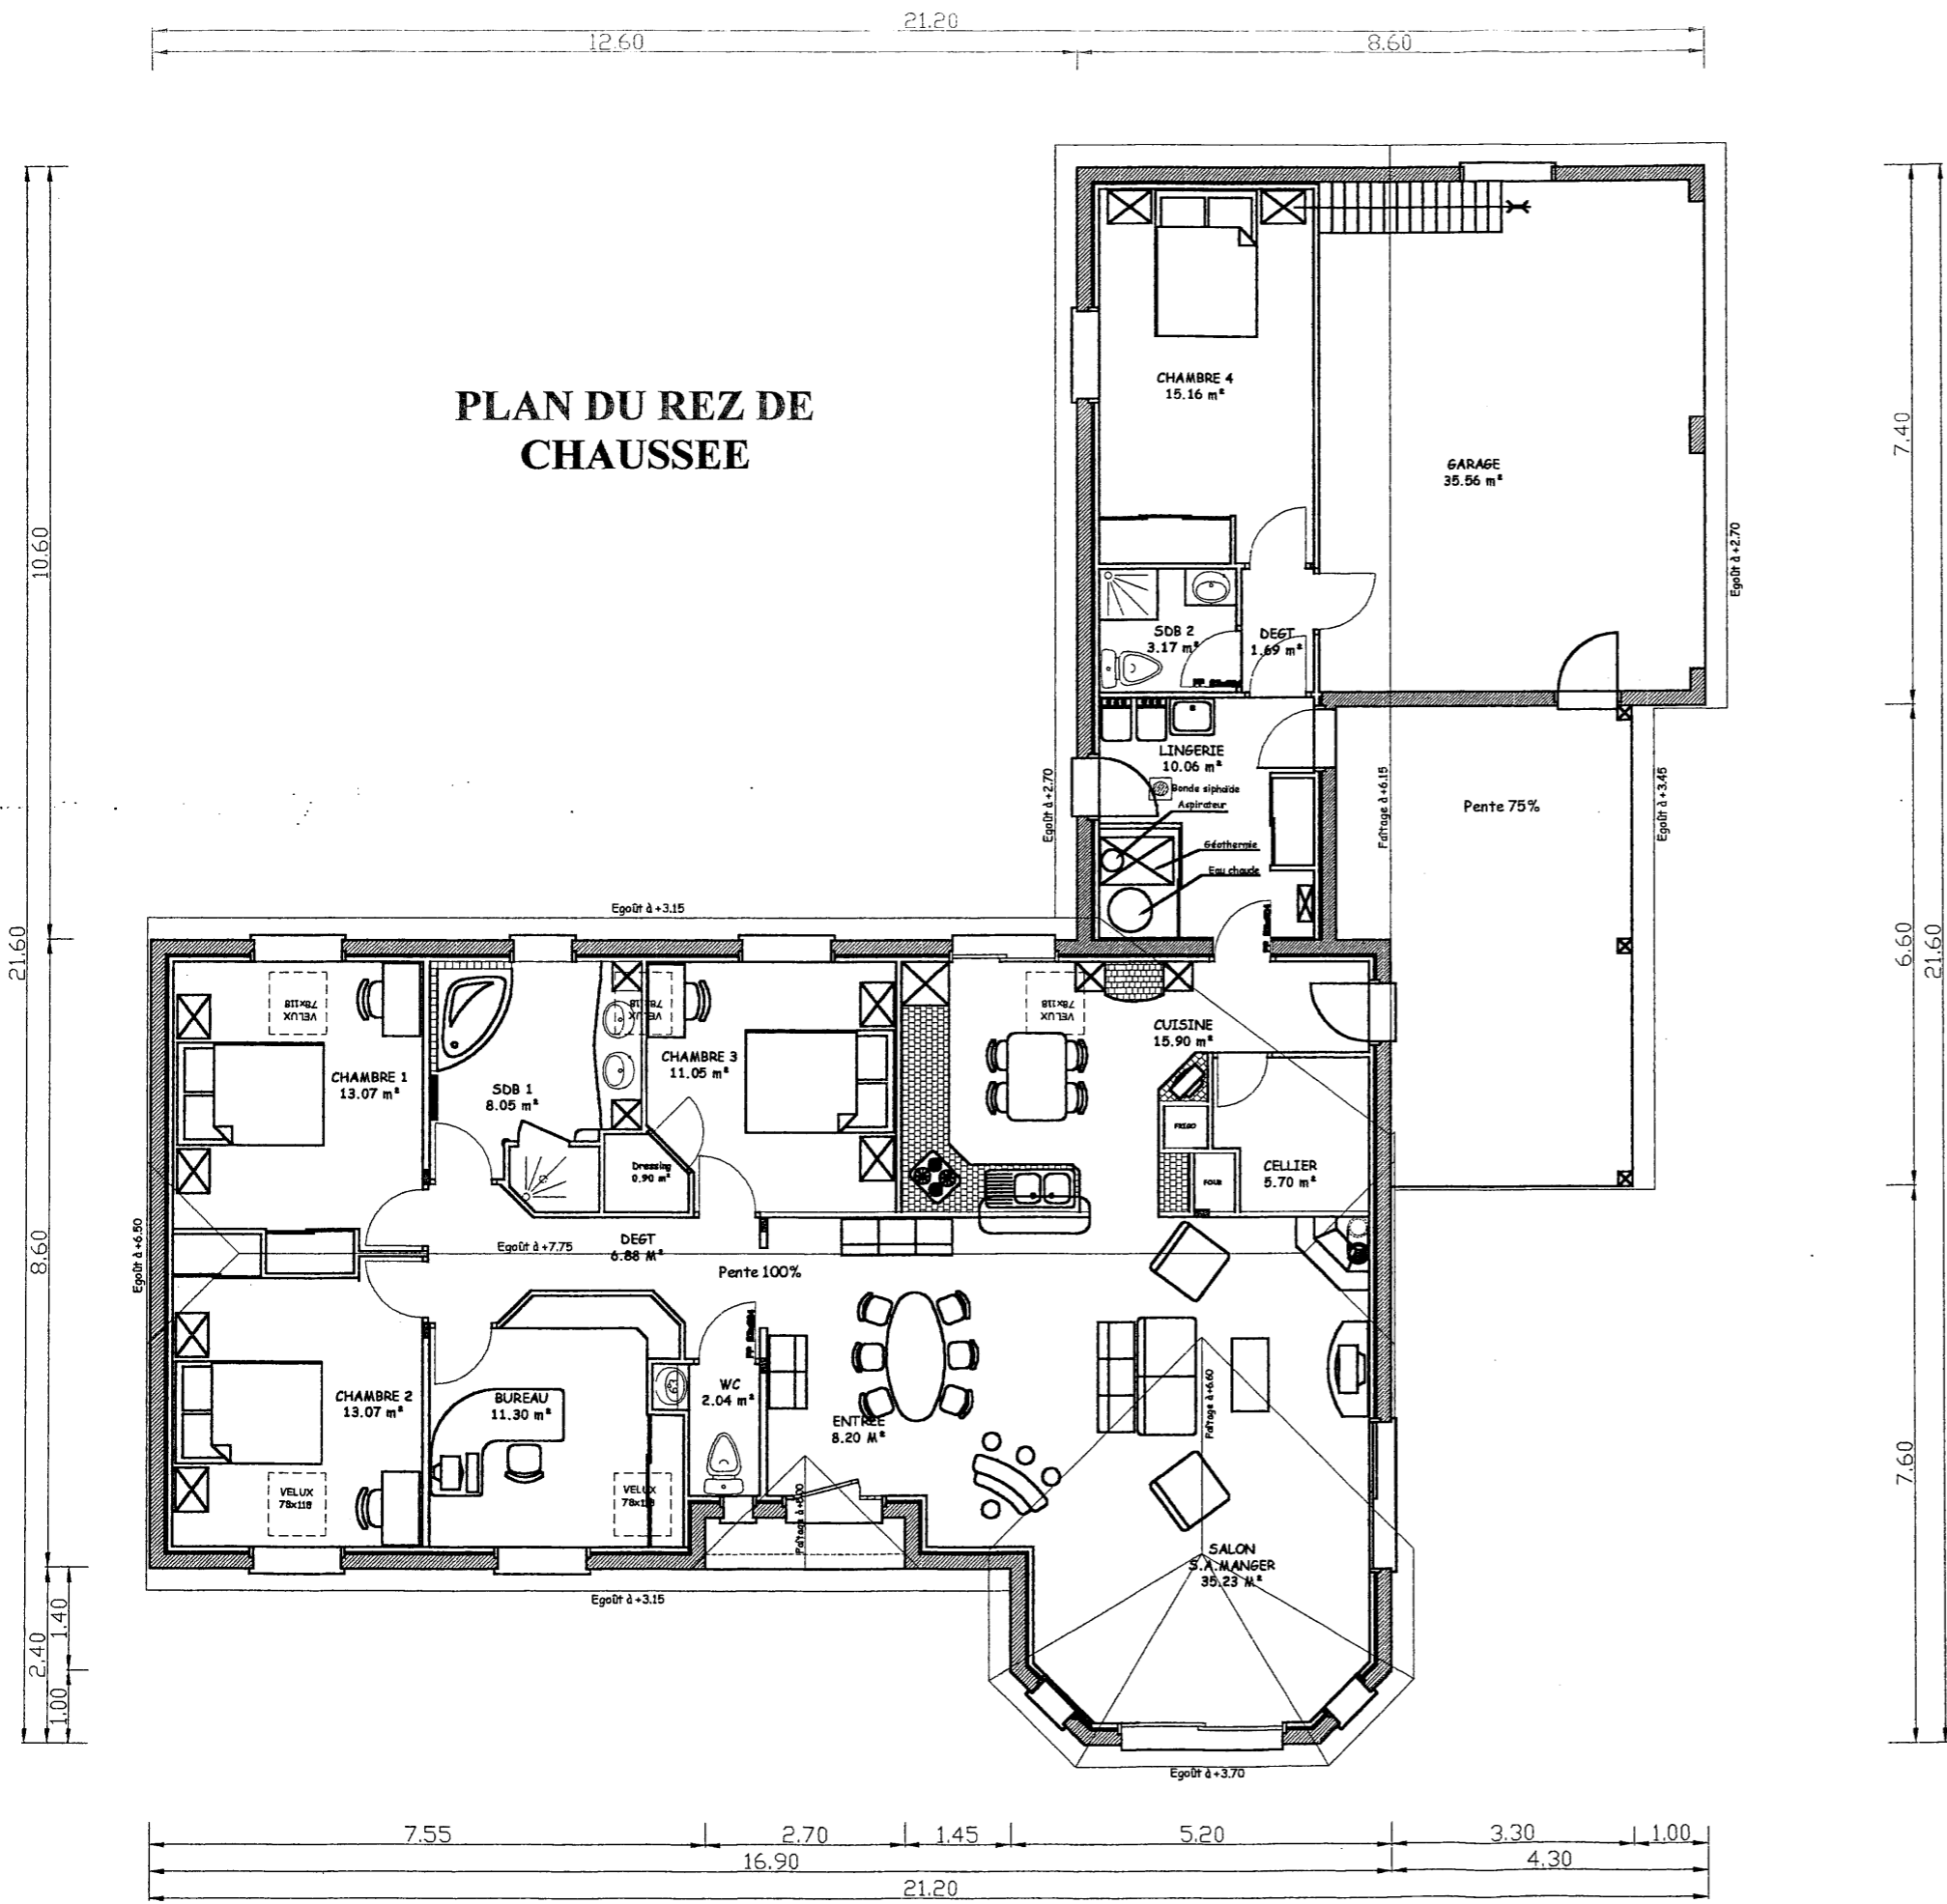 21.20
12.60
8.60
PLAN DU REZ DE
CHAUSSEE
21.60
10.60
8.60
2.40
1.40
1.00
7.40
6.60
21.60
7.60
CHAMBRE 4
15.16 m²
GARAGE
35.56 m²
Egoût à +2.70
SDB 2
3.17 m²
DEGT
1.69 m²
LINGERIE
10.06 m²
Bonde siphoïde
Aspirateur
Géothermie
Eau chaude
Egoût à +2.70
Faîtage à +6.15
Pente 75%
Egoût à +3.45
Egoût à +3.15
VELUX
78x118
CHAMBRE 1
13.07 m²
SDB 1
8.05 m²
VELUX
78x118
CHAMBRE 3
11.05 m²
Dressing
0.90 m²
VELUX
78x118
CUISINE
15.90 m²
FRIGO
FOUR
CELLIER
5.70 m²
Egoût à +6.50
Egoût à +7.75
DEGT
6.88 M²
Pente 100%
CHAMBRE 2
13.07 m²
VELUX
78x118
BUREAU
11.30 m²
VELUX
78x118
WC
2.04 m²
ENTREE
8.20 M²
Faîtage à +6.60
SALON
S.A.MANGER
35.23 M²
Egoût à +3.15
Egoût à +3.70
7.55
2.70
1.45
5.20
3.30
1.00
16.90
4.30
21.20